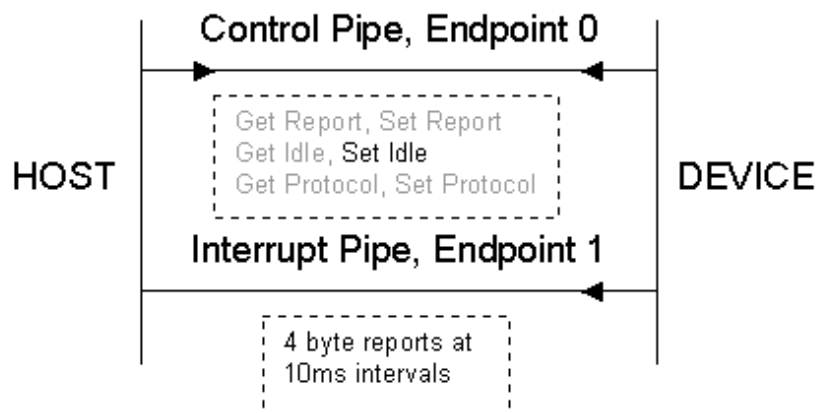 Control Pipe, Endpoint 0
Get Report, Set Report
Get Idle, Set Idle
Get Protocol, Set Protocol
HOST
DEVICE
Interrupt Pipe, Endpoint 1
4 byte reports at
10ms intervals